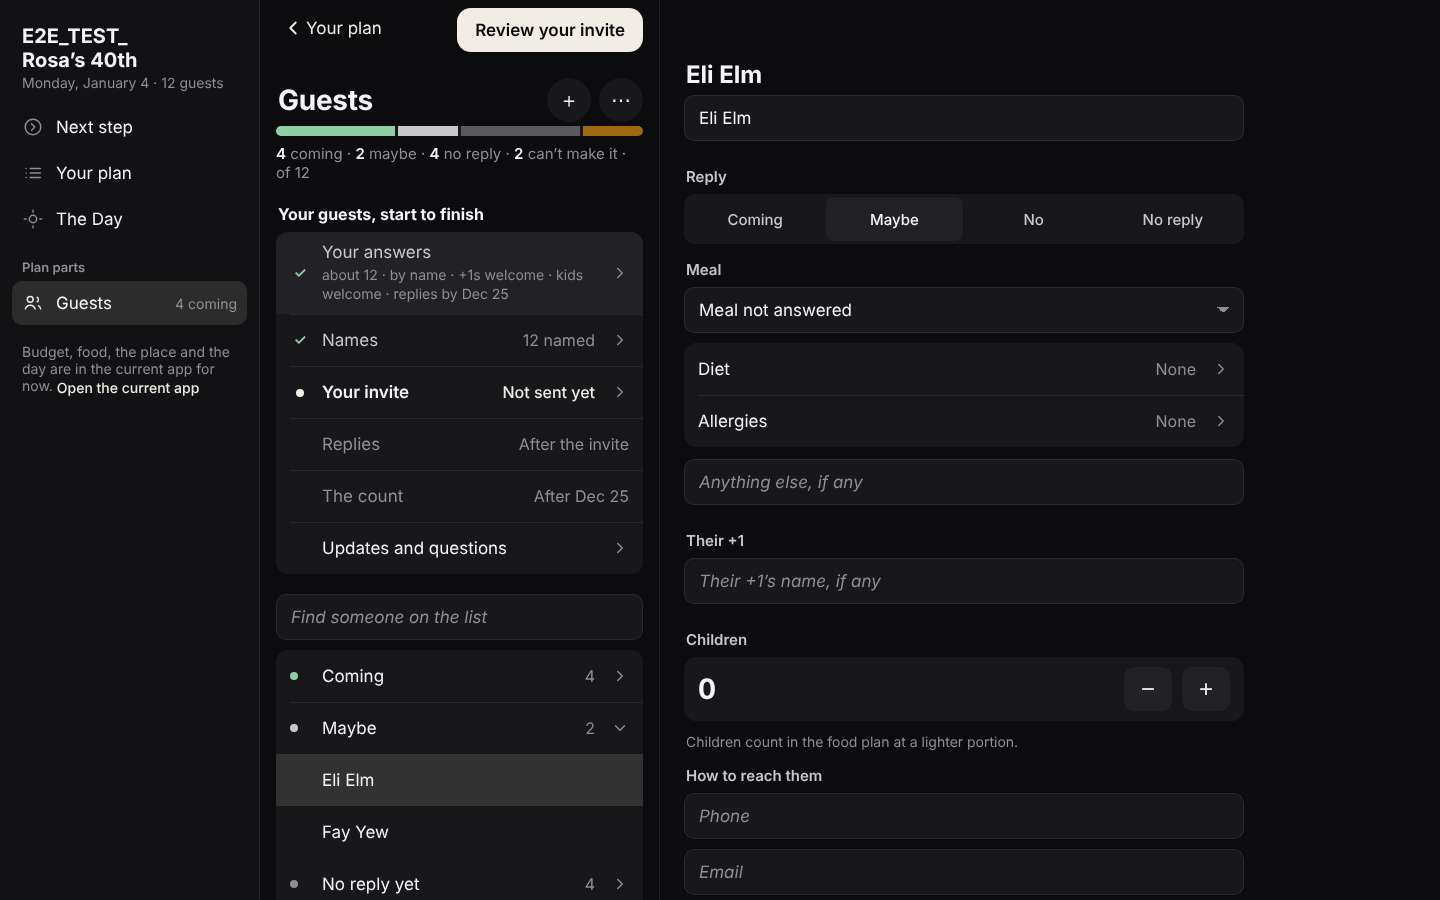 E2E_TEST_
Rosa’s 40th
Monday, January 4 · 12 guests
Next step
Your plan
The Day
Plan parts
Guests 4 coming
Budget, food, the place and the
day are in the current app for
now. Open the current app
Your plan
Review your invite
Guests
4 coming · 2 maybe · 4 no reply · 2 can’t make it ·
of 12
Your guests, start to finish
Your answers
about 12 · by name · +1s welcome · kids
welcome · replies by Dec 25
Names 12 named
Your invite Not sent yet
Replies After the invite
The count After Dec 25
Updates and questions
Find someone on the list
Coming 4
Maybe 2
Eli Elm
Fay Yew
No reply yet 4
Eli Elm
Eli Elm
Reply
Coming Maybe No No reply
Meal
Meal not answered
Diet None
Allergies None
Anything else, if any
Their +1
Their +1’s name, if any
Children
0 − +
Children count in the food plan at a lighter portion.
How to reach them
Phone
Email